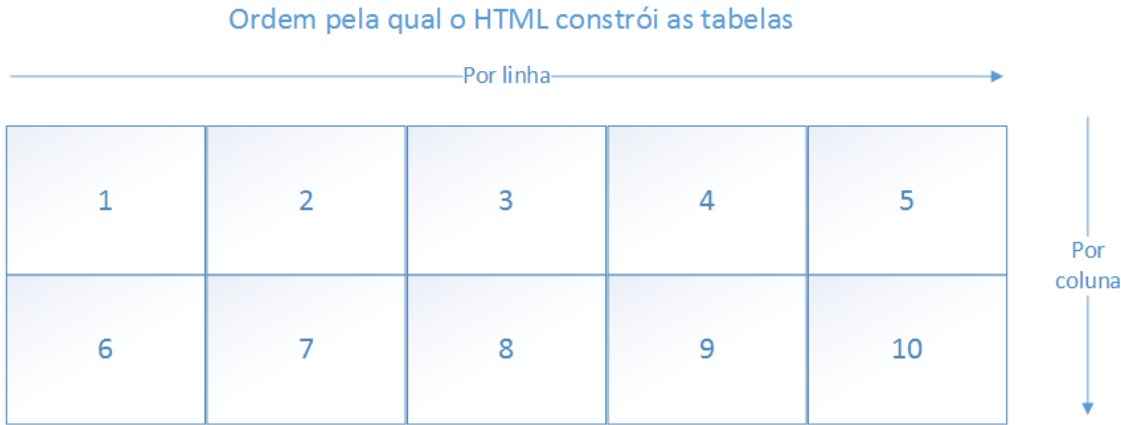 Ordem pela qual o HTML constrói as tabelas
Por linha
1 2 3 4 5
Por
coluna
6 7 8 9 10